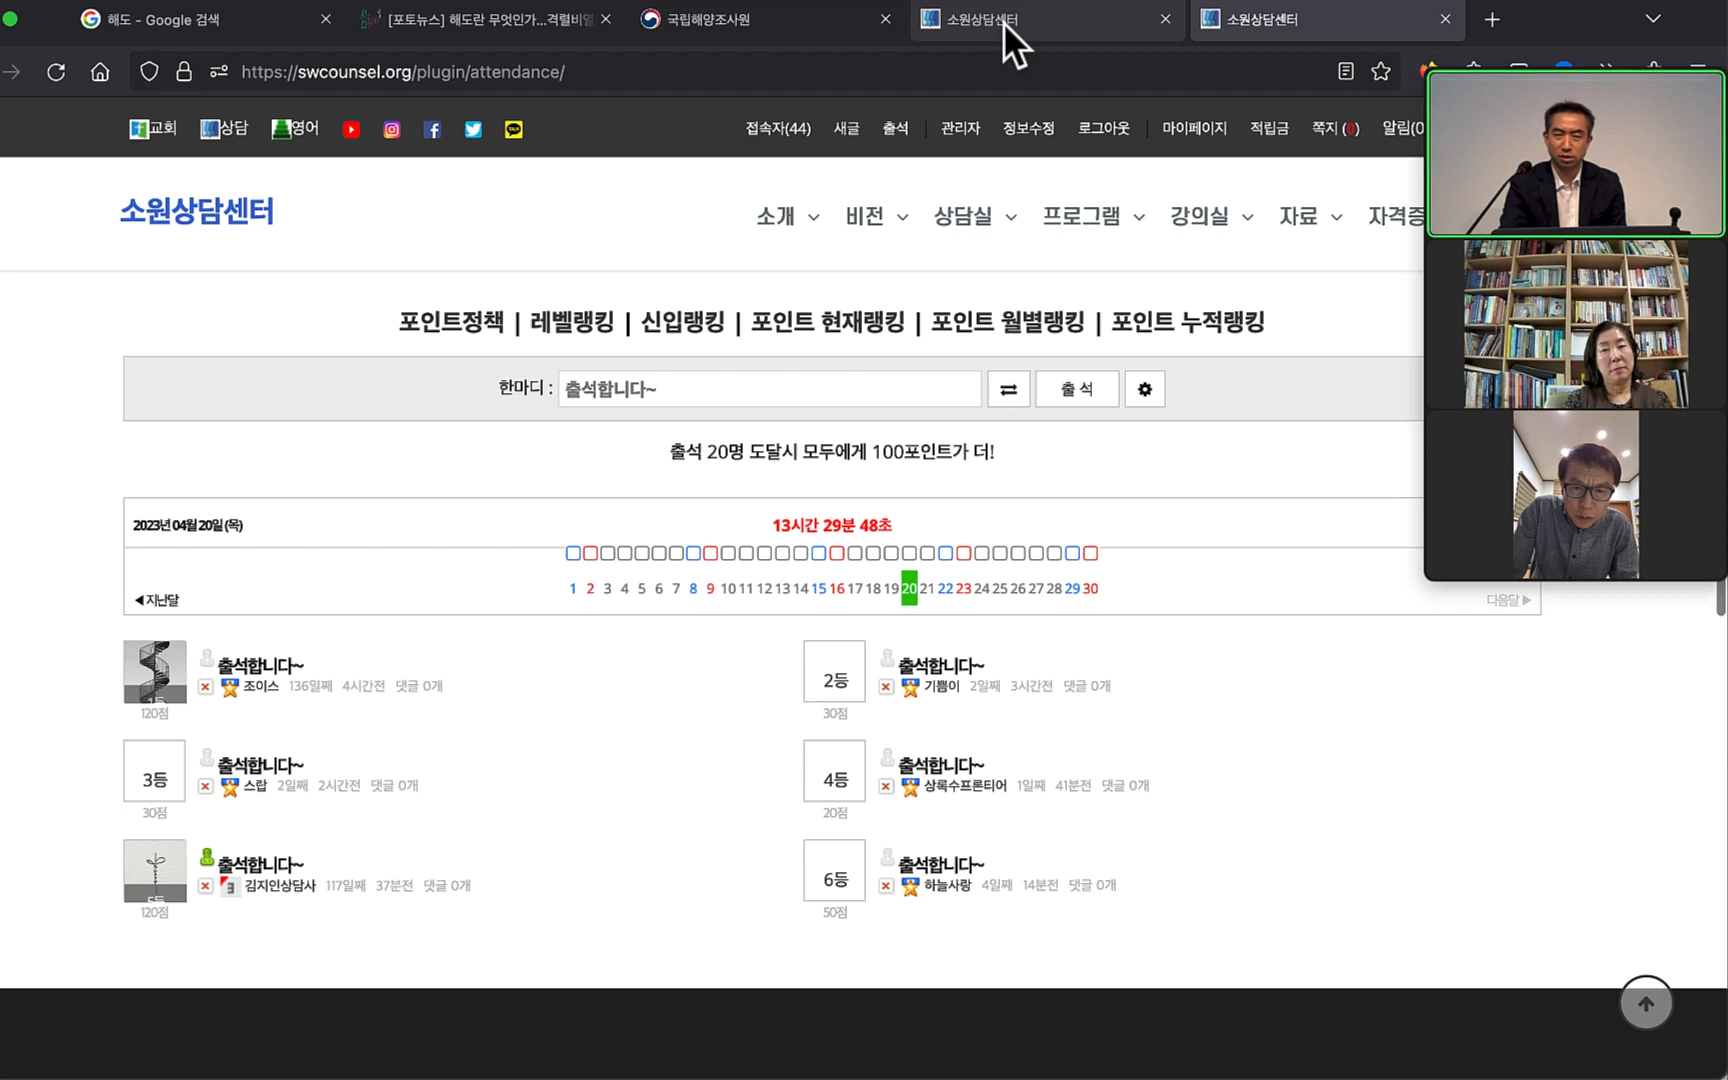 해도 - Google 검색
[포토뉴스] 해도란 무엇인가...격렬비열
국립해양조사원
소원상담센터
소원상담센터
https://swcounsel.org/plugin/attendance/
교회 상담 영어
접속자(44) 새글 출석 관리자 정보수정 로그아웃 마이페이지 적립금 쪽지 (0) 알림(0
소원상담센터
소개 비전 상담실 프로그램 강의실 자료 자격증
포인트정책 | 레벨랭킹 | 신입랭킹 | 포인트 현재랭킹 | 포인트 월별랭킹 | 포인트 누적랭킹
한마디 : 출석합니다~ 출 석
출석 20명 도달시 모두에게 100포인트가 더!
2023년 04월 20일 (목) 13시간 29분 48초
1 2 3 4 5 6 7 8 9 10 11 12 13 14 15 16 17 18 19 20 21 22 23 24 25 26 27 28 29 30
◀ 지난달 다음달 ▶
출석합니다~
조이스 136일째 4시간전 댓글 0개
120점
2등 출석합니다~
기쁨이 2일째 3시간전 댓글 0개
30점
3등 출석합니다~
스랍 2일째 2시간전 댓글 0개
30점
4등 출석합니다~
상록수프론티어 1일째 41분전 댓글 0개
20점
출석합니다~
3 김지인상담사 117일째 37분전 댓글 0개
120점
6등 출석합니다~
하늘사랑 4일째 14분전 댓글 0개
50점